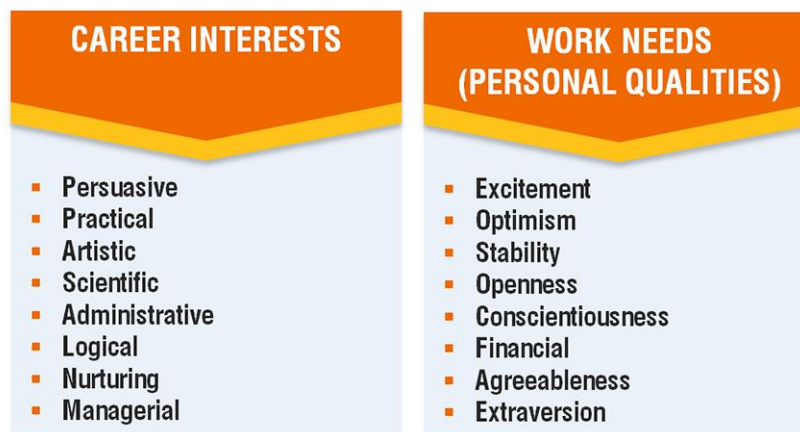 CAREER INTERESTS
Persuasive
Practical
Artistic
Scientific
Administrative
Logical
Nurturing
Managerial
WORK NEEDS
(PERSONAL QUALITIES)
Excitement
Optimism
Stability
Openness
Conscientiousness
Financial
Agreeableness
Extraversion